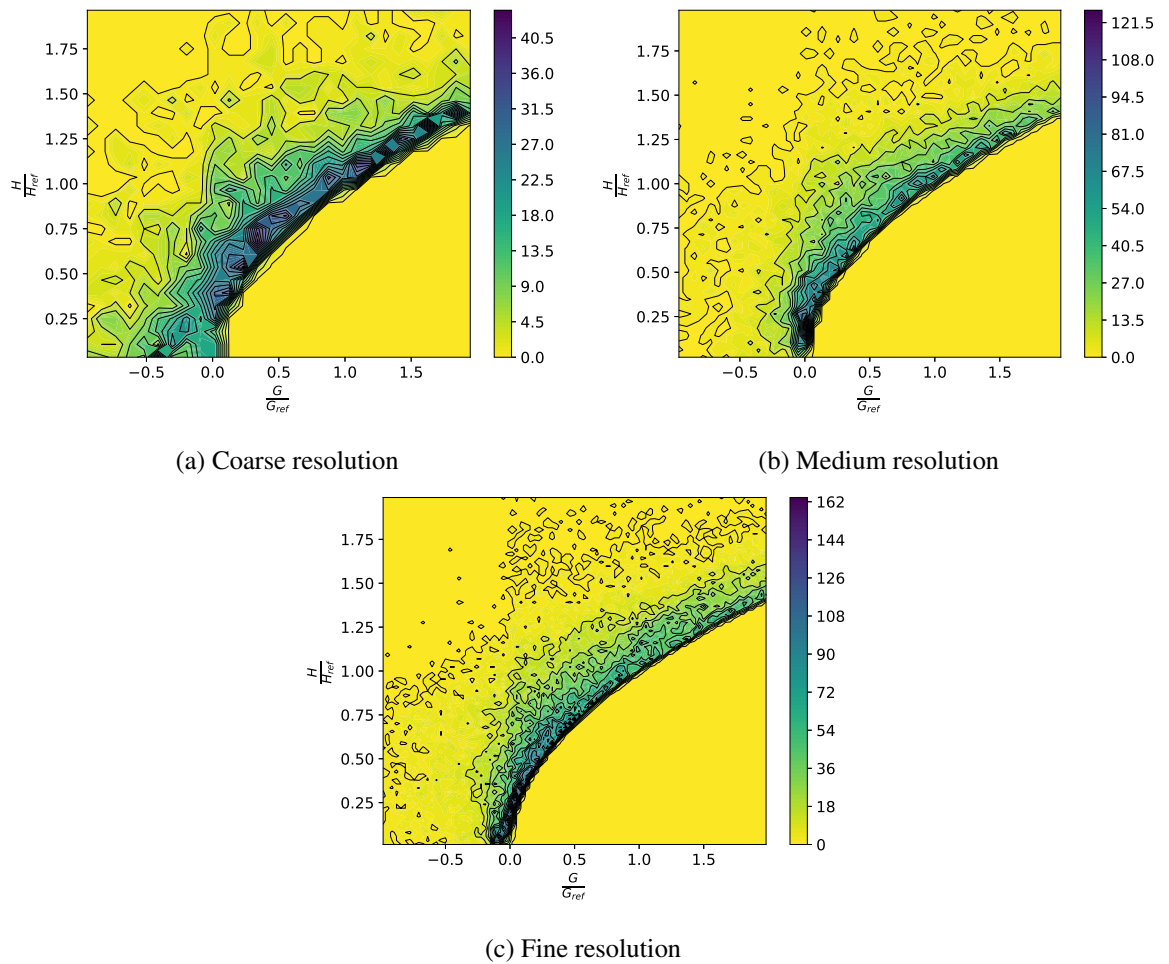 1.75
1.50
1.25
1.00
0.75
0.50
0.25
H
H_ref
−0.5 0.0 0.5 1.0 1.5
G
G_ref
40.5
36.0
31.5
27.0
22.5
18.0
13.5
9.0
4.5
0.0
(a) Coarse resolution
1.75
1.50
1.25
1.00
0.75
0.50
0.25
H
H_ref
−0.5 0.0 0.5 1.0 1.5
G
G_ref
121.5
108.0
94.5
81.0
67.5
54.0
40.5
27.0
13.5
0.0
(b) Medium resolution
1.75
1.50
1.25
1.00
0.75
0.50
0.25
H
H_ref
−0.5 0.0 0.5 1.0 1.5
G
G_ref
162
144
126
108
90
72
54
36
18
0
(c) Fine resolution